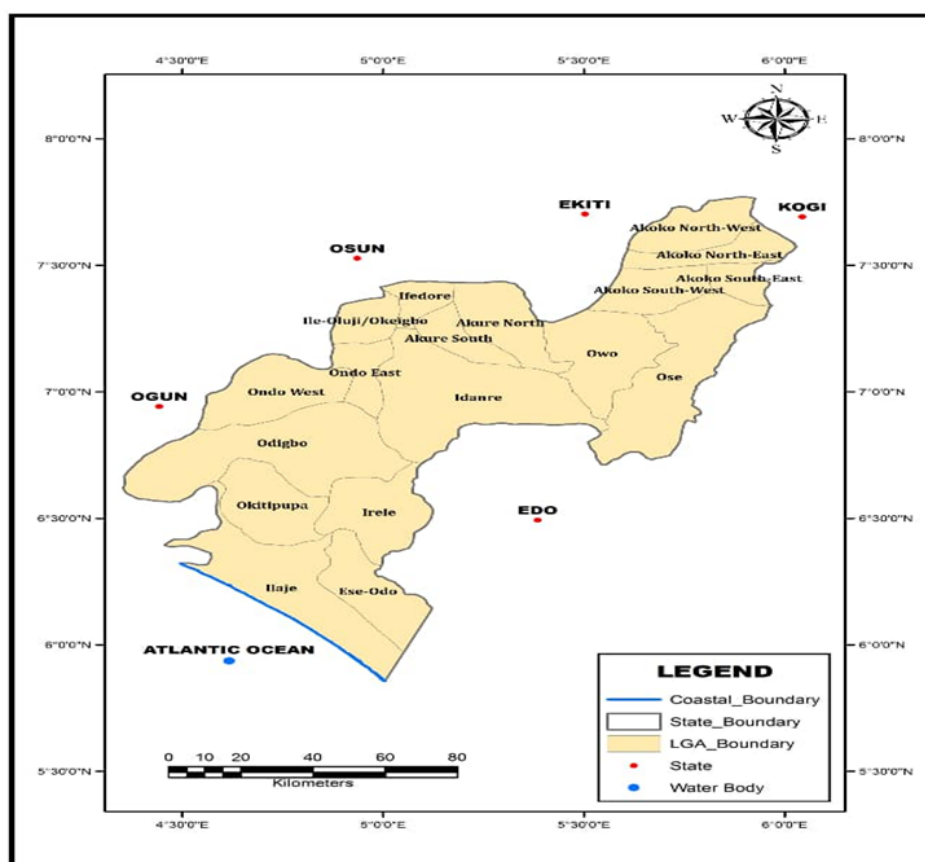 4°30'0"E 5°0'0"E 5°30'0"E 6°0'0"E
N
W E
S
8°0'0"N 8°0'0"N
EKITI
KOGI
Akoko North-West
OSUN
Akoko North-East
7°30'0"N 7°30'0"N
Akoko South-East
Akoko South-West
Ifedore
Ile-Oluji/Okeigbo
Akure North
Akure South
Owo
Ondo East
Ose
OGUN
Ondo West
Idanre
7°0'0"N 7°0'0"N
Odigbo
Okitipupa
Irele
EDO
6°30'0"N 6°30'0"N
Ilaje
Ese-Odo
6°0'0"N 6°0'0"N
ATLANTIC OCEAN
LEGEND
Coastal_Boundary
State_Boundary
LGA_Boundary
State
Water Body
0 10 20 40 60 80
Kilometers
5°30'0"N 5°30'0"N
4°30'0"E 5°0'0"E 5°30'0"E 6°0'0"E